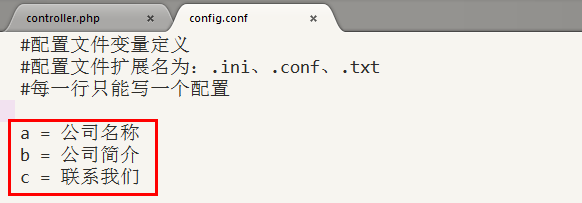 controller.php × config.conf ×
#配置文件变量定义
#配置文件扩展名为：.ini、.conf、.txt
#每一行只能写一个配置
a = 公司名称
b = 公司简介
c = 联系我们